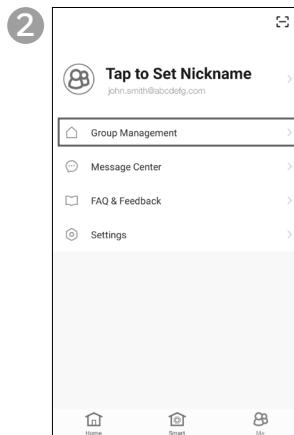 2
Tap to Set Nickname
john.smith@abcdefg.com
Group Management
Message Center
FAQ & Feedback
Settings
Home Smart Me